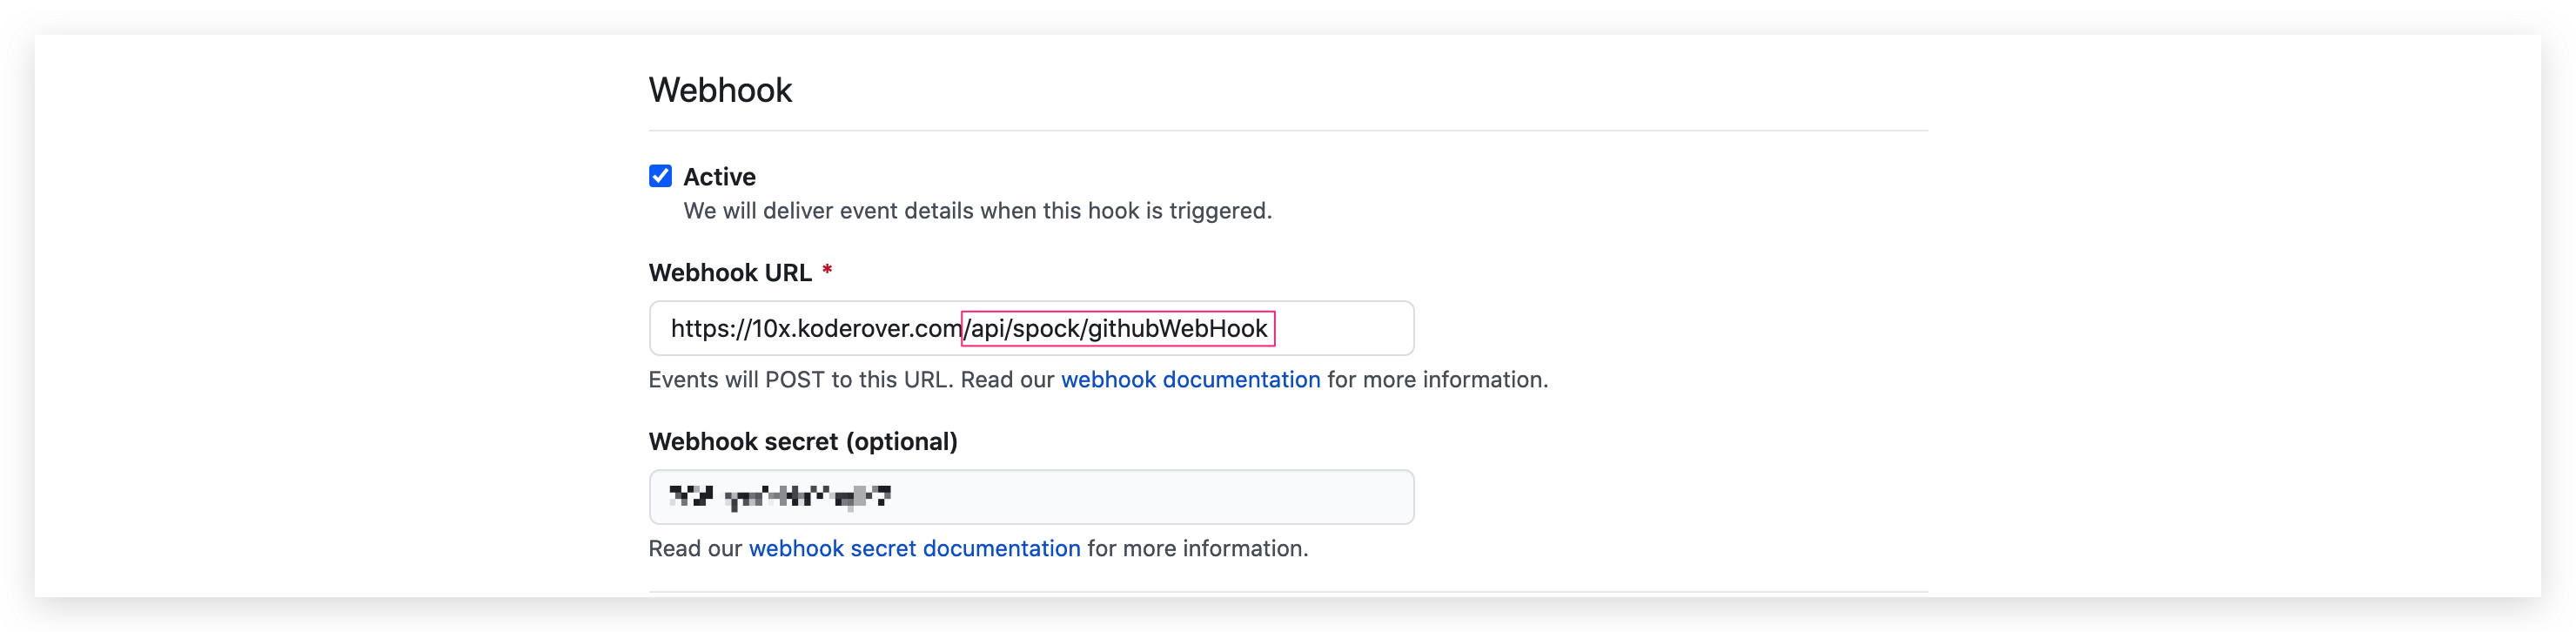 Webhook
Active
We will deliver event details when this hook is triggered.
Webhook URL *
https://10x.koderover.com/api/spock/githubWebHook
Events will POST to this URL. Read our webhook documentation for more information.
Webhook secret (optional)
Read our webhook secret documentation for more information.